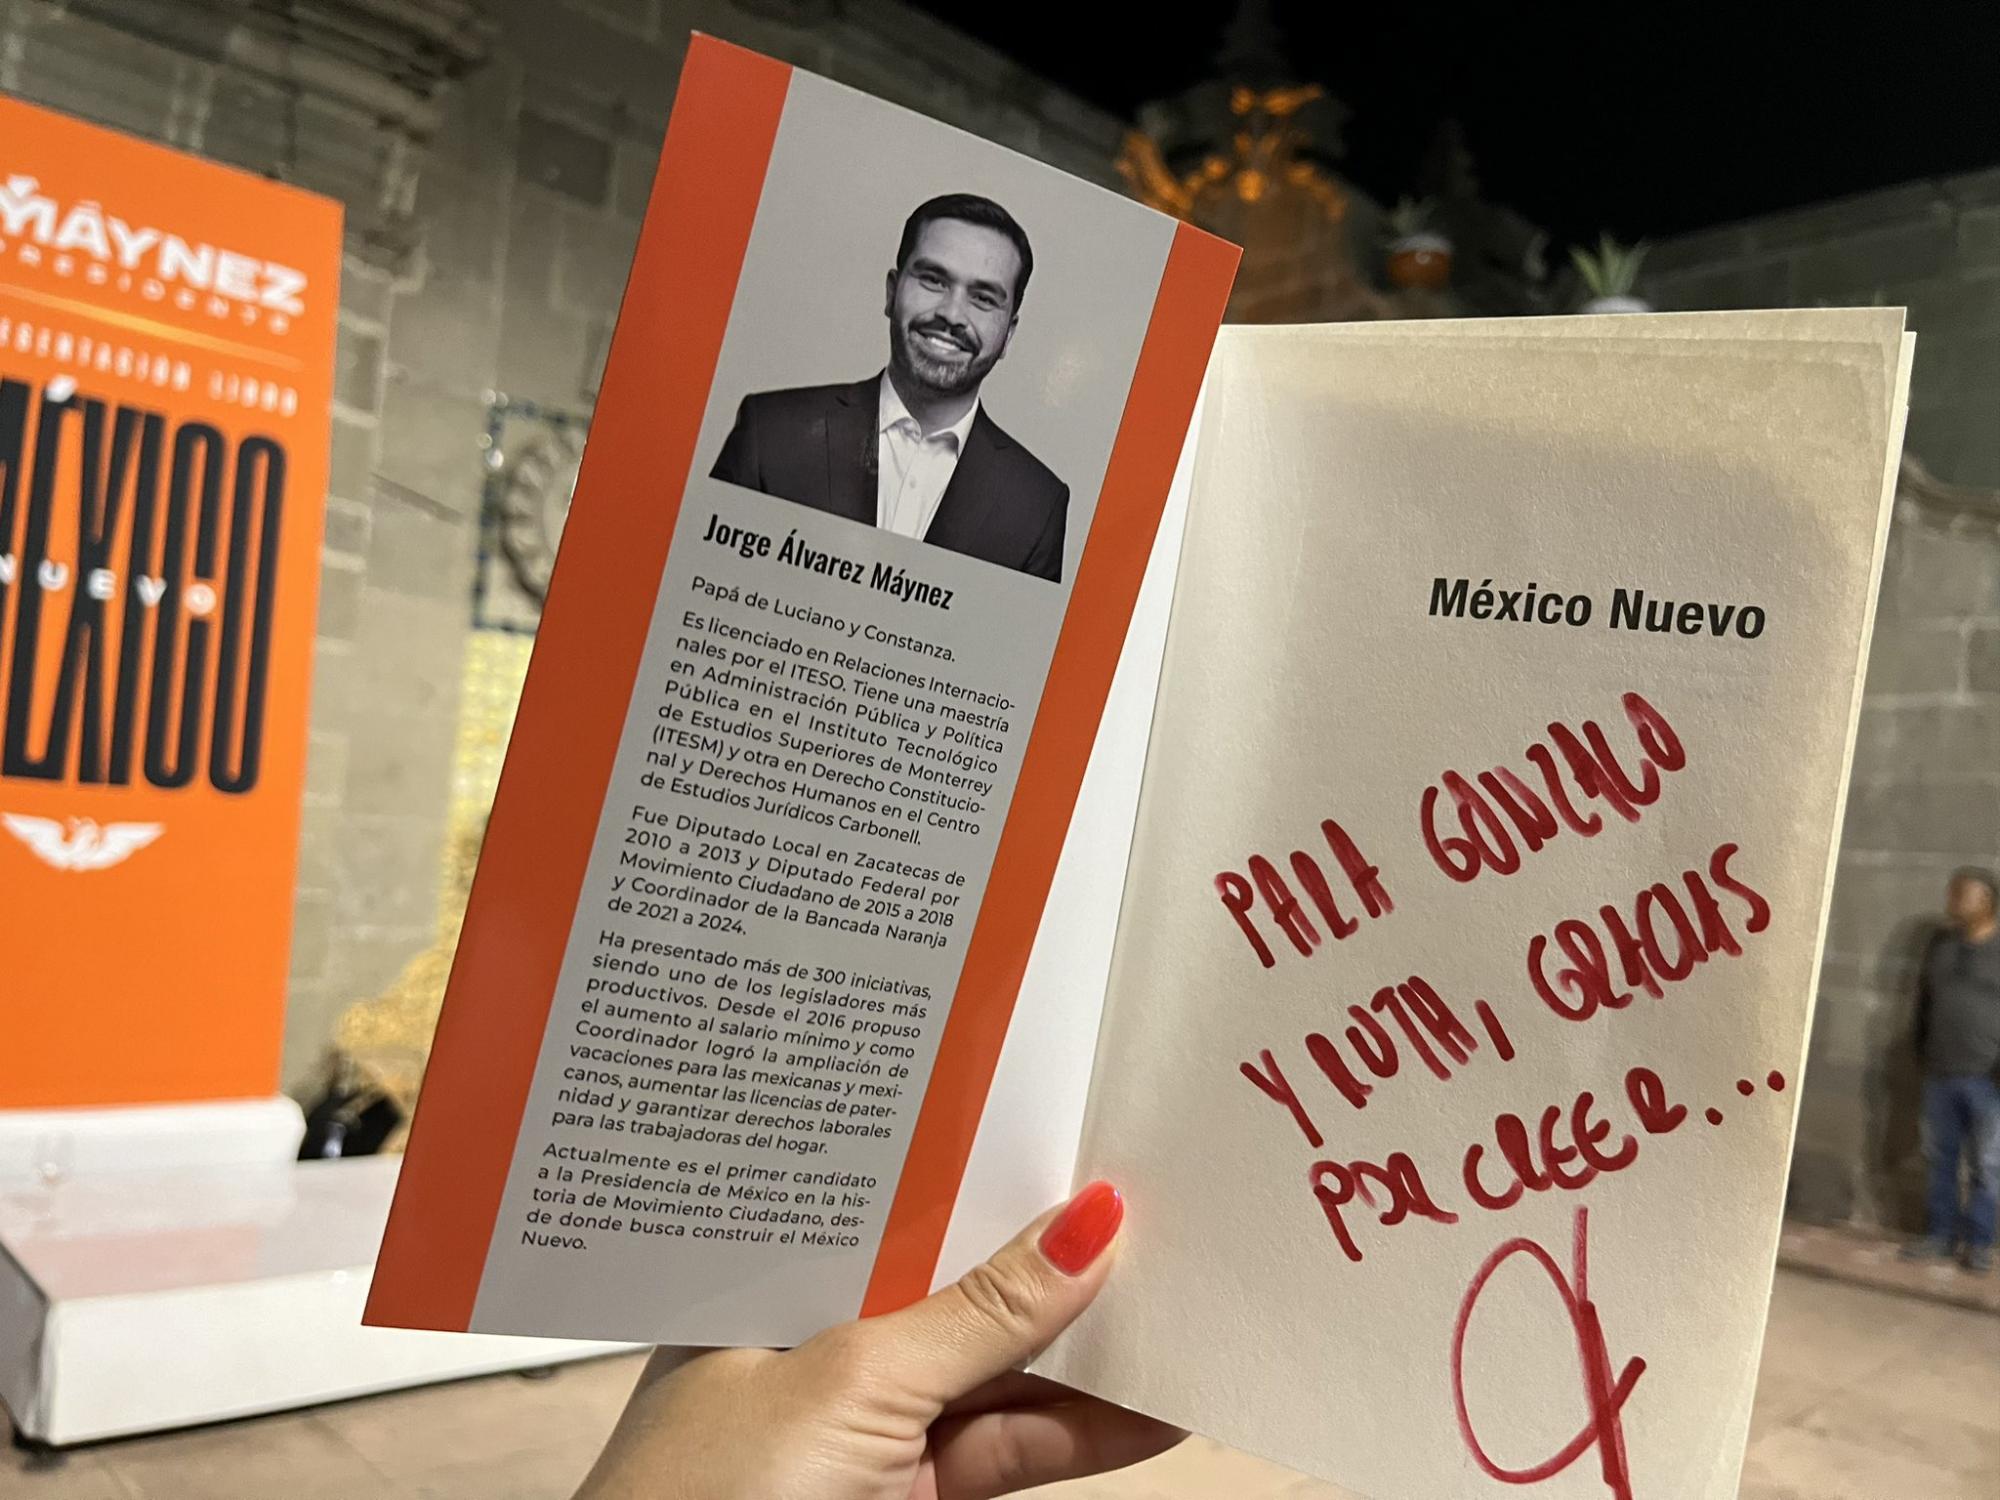 MÁYNEZ
PRESIDENTE
PRESENTACIÓN LIBRO
MÉXICO
NUEVO
Jorge Álvarez Máynez
Papá de Luciano y Constanza.
Es licenciado en Relaciones Internacio-
nales por el ITESO. Tiene una maestría
en Administración Pública y Política
Pública en el Instituto Tecnológico
de Estudios Superiores de Monterrey
(ITESM) y otra en Derecho Constitucio-
nal y Derechos Humanos en el Centro
de Estudios Jurídicos Carbonell.
Fue Diputado Local en Zacatecas de
2010 a 2013 y Diputado Federal por
Movimiento Ciudadano de 2015 a 2018
y Coordinador de la Bancada Naranja
de 2021 a 2024.
Ha presentado más de 300 iniciativas,
siendo uno de los legisladores más
productivos. Desde el 2016 propuso
el aumento al salario mínimo y como
Coordinador logró la ampliación de
vacaciones para las mexicanas y mexi-
canos, aumentar las licencias de pater-
nidad y garantizar derechos laborales
para las trabajadoras del hogar.
Actualmente es el primer candidato
a la Presidencia de México en la his-
toria de Movimiento Ciudadano, des-
de donde busca construir el México
Nuevo.
México Nuevo
PARA GONZALO
Y RUTH, GRACIAS
POR CREER...